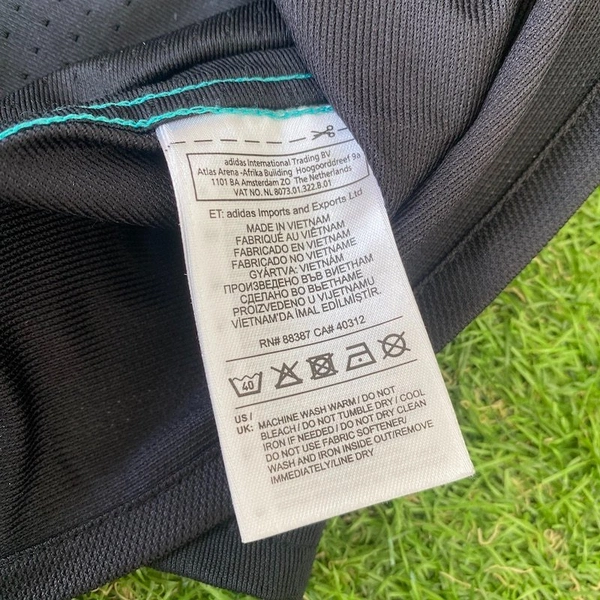 adidas International Trading BV
Atlas Arena -Afrika Building Hoogoorddreef 9a
1101 BA Amsterdam ZO The Netherlands
VAT NO. NL 8073.01.322.B.01
ET: adidas Imports and Exports Ltd
MADE IN VIETNAM
FABRIQUÉ AU VIÊTNAM
FABRICADO EN VIETNAM
FABRICADO NO VIETNAME
GYÁRTVA: VIETNÁM
ПРОИЗВЕДЕНО ВЪВ ВИЕТНАМ
СДЕЛАНО ВО ВЬЕТНАМЕ
PROIZVEDENO U VIJETNAMU
VİETNAM'DA İMAL EDİLMİŞTİR.
RN# 88387 CA# 40312
40
US / UK: MACHINE WASH WARM / DO NOT
BLEACH / DO NOT TUMBLE DRY / COOL
IRON IF NEEDED / DO NOT DRY CLEAN
DO NOT USE FABRIC SOFTENER/
WASH AND IRON INSIDE OUT/REMOVE
IMMEDIATELY/LINE DRY